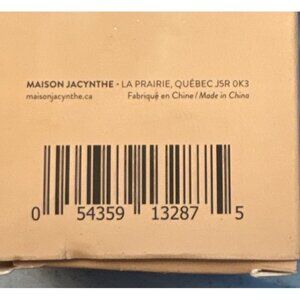 MAISON JACYNTHE - LA PRAIRIE, QUÉBEC J5R 0K3
maisonjacynthe.ca Fabriqué en Chine / Made in China
0 54359 13287 5